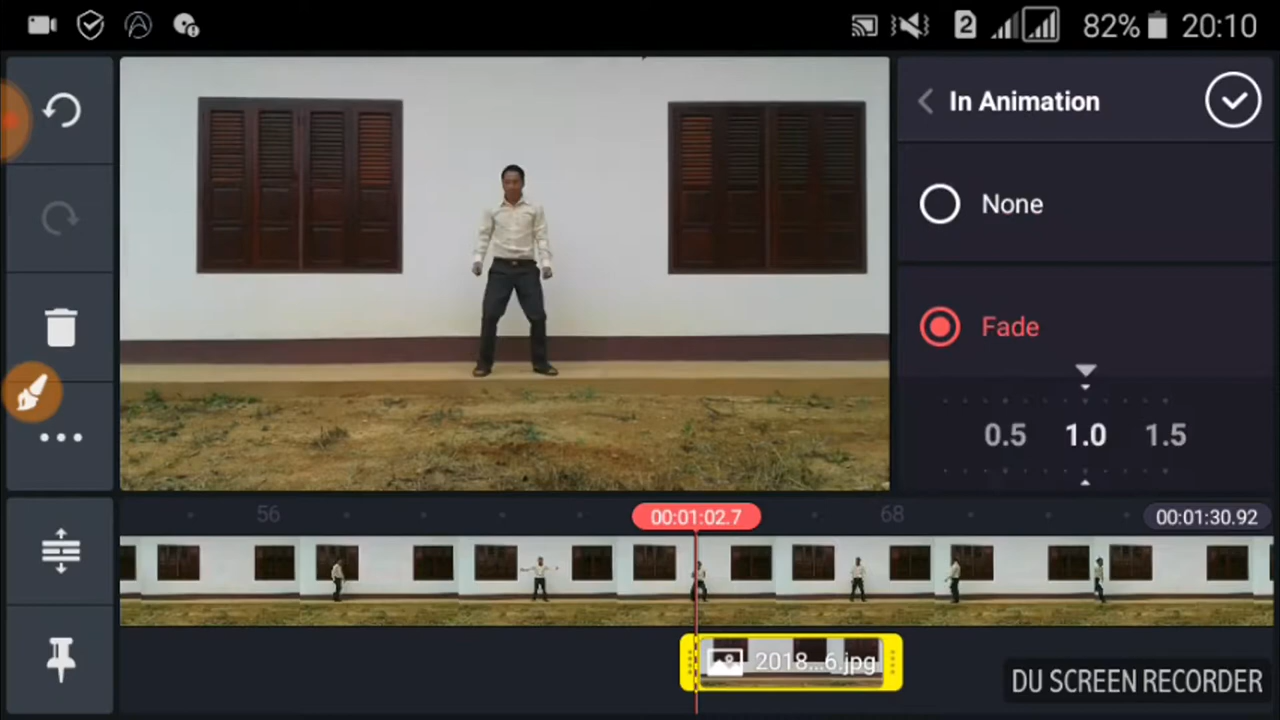 2 82% 20:10
In Animation
None
Fade
0.5 1.0 1.5
56 00:01:02.7 68 00:01:30.92
2018...6.jpg
DU SCREEN RECORDER